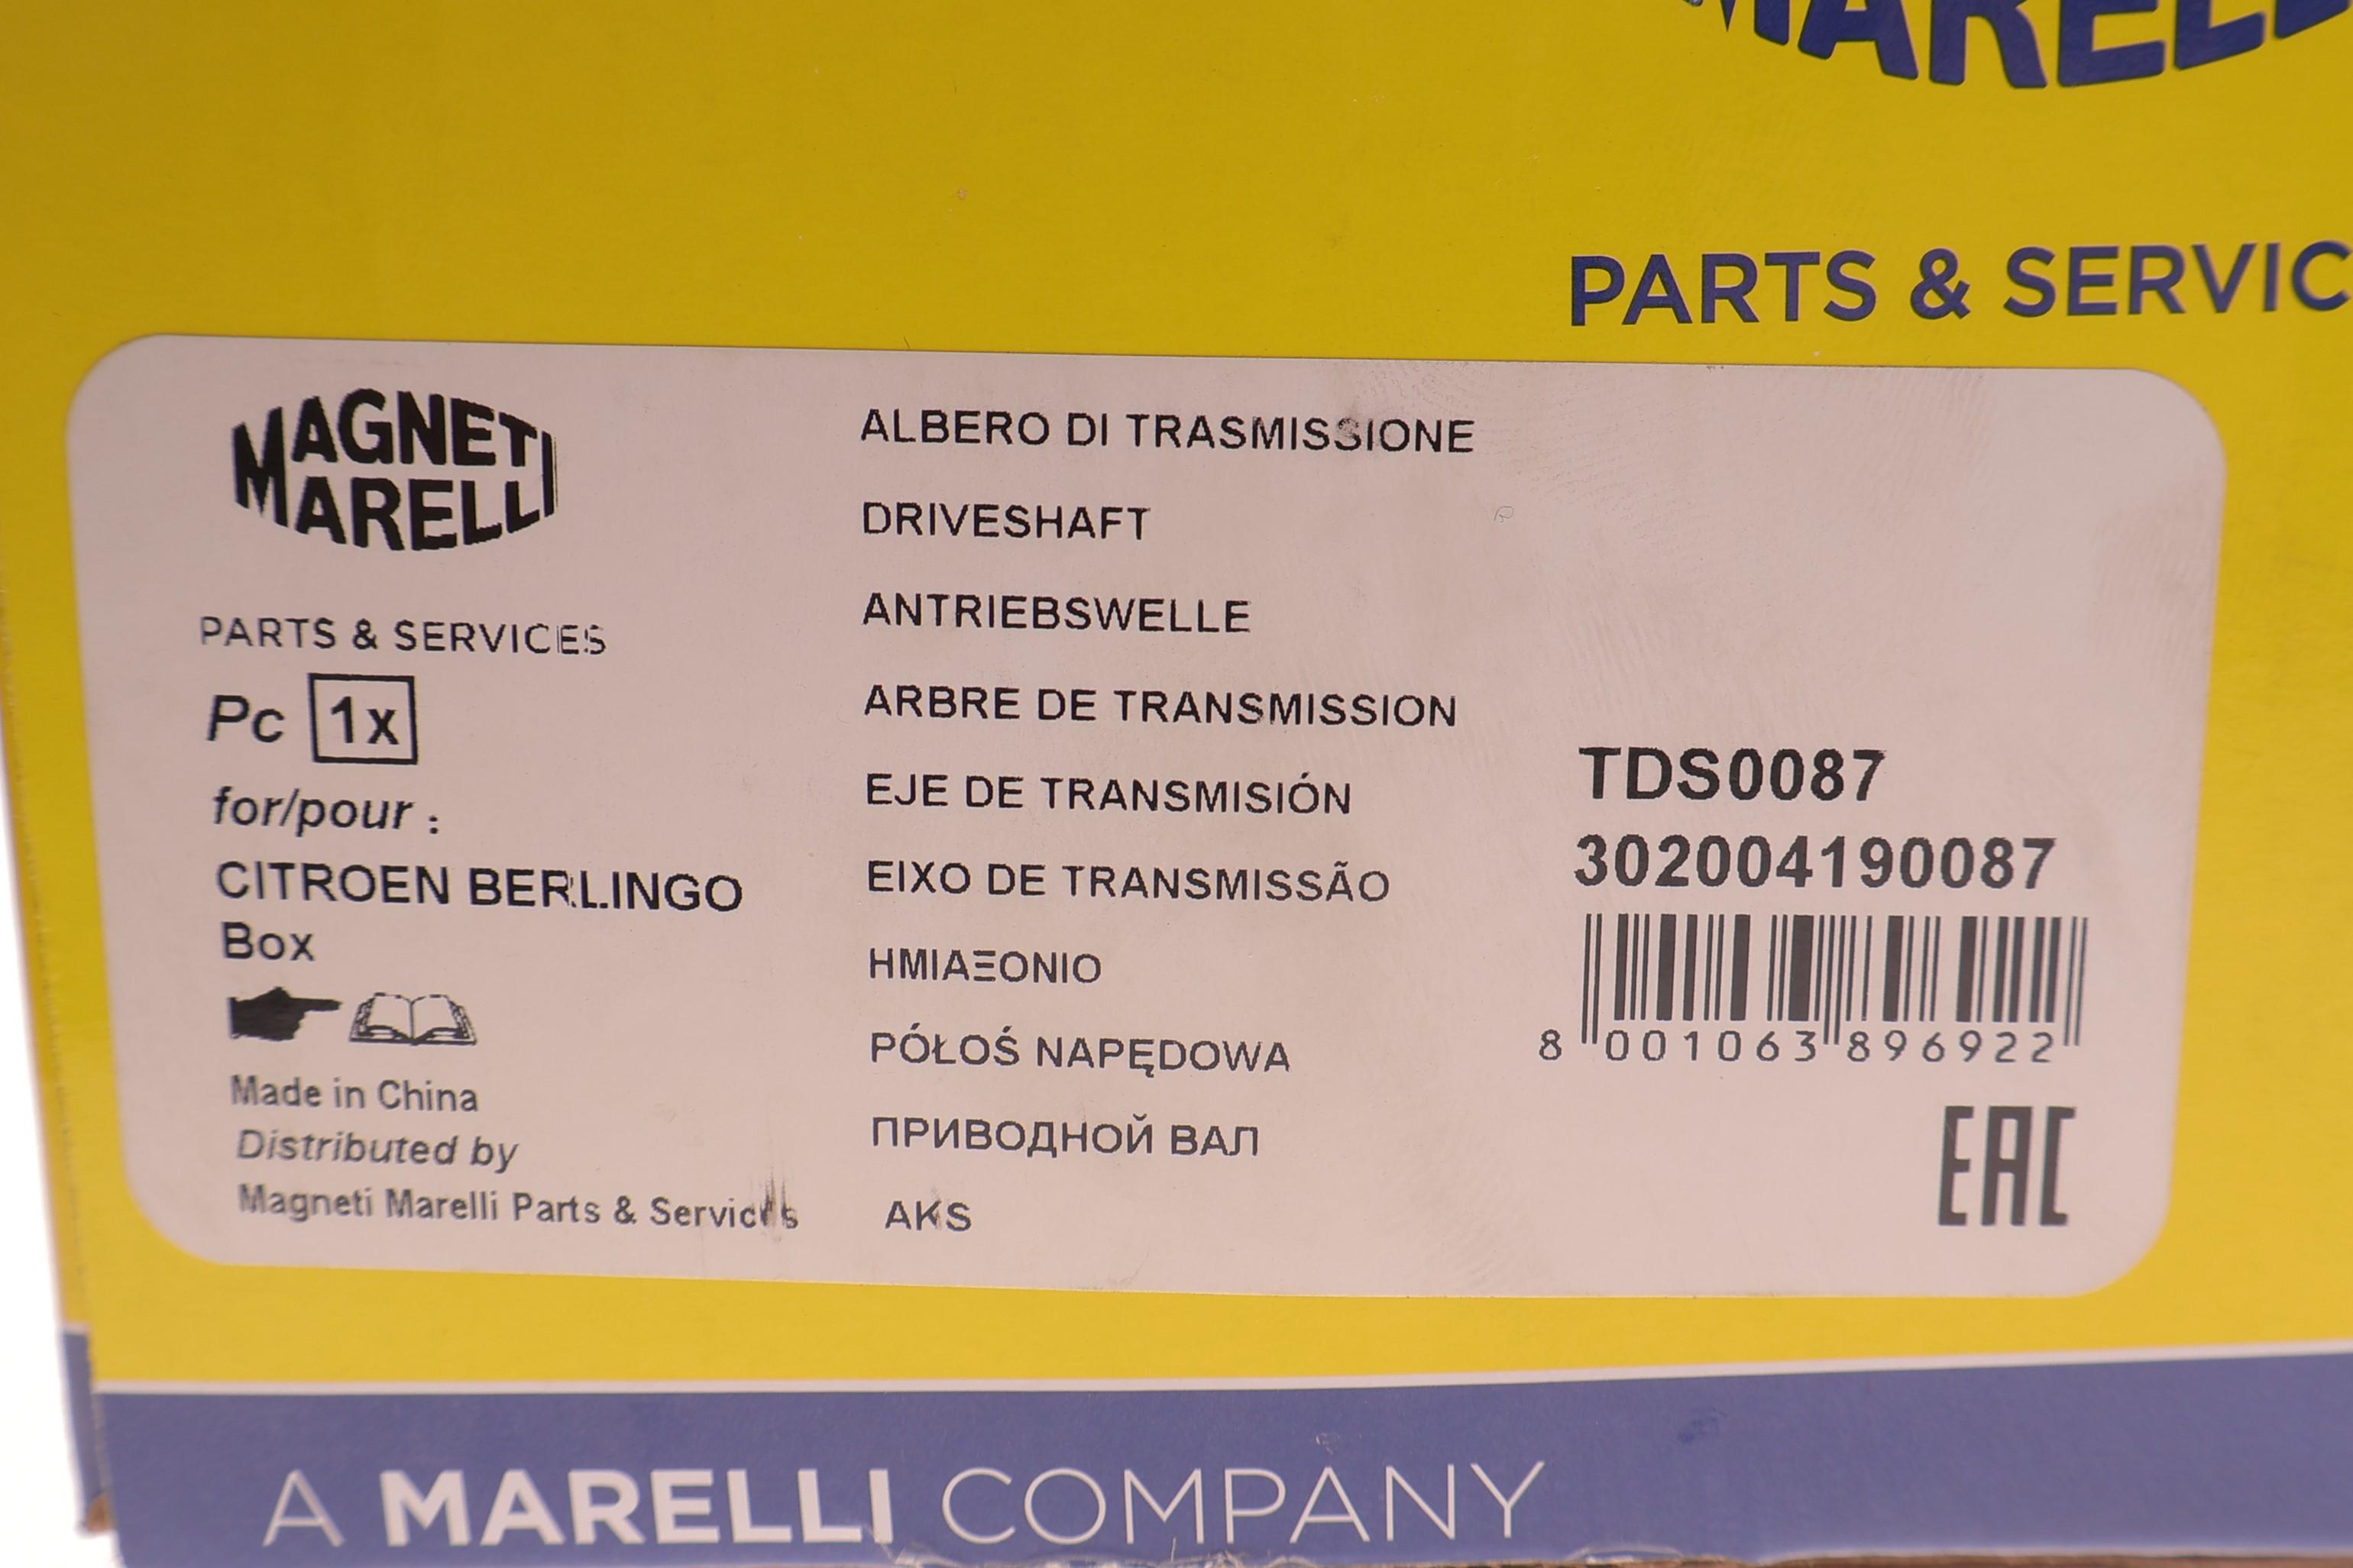 MARELLI
PARTS & SERVIC
MAGNETI
MARELLI
PARTS & SERVICES
Pc 1x
for/pour :
CITROEN BERLINGO
Box
Made in China
Distributed by
Magneti Marelli Parts & Services
ALBERO DI TRASMISSIONE
DRIVESHAFT
ANTRIEBSWELLE
ARBRE DE TRANSMISSION
EJE DE TRANSMISIÓN
EIXO DE TRANSMISSÃO
ΗΜΙΑΞΟΝΙΟ
PÓŁOŚ NAPĘDOWA
ПРИВОДНОЙ ВАЛ
AKS
TDS0087
302004190087
8 001063 896922
EAC
A MARELLI COMPANY